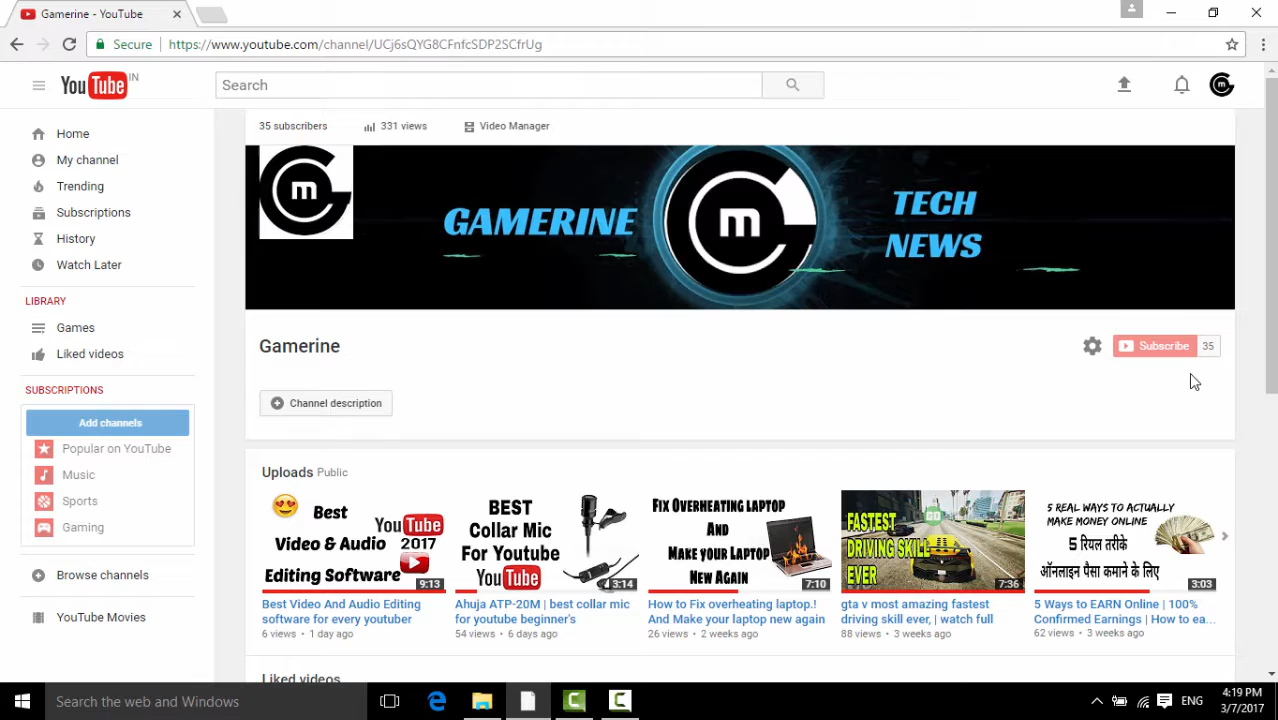 Gamerine - YouTube
Secure https://www.youtube.com/channel/UCj6sQYG8CFnfcSDP2SCfrUg
YouTube IN
Search
Home
My channel
Trending
Subscriptions
History
Watch Later
LIBRARY
Games
Liked videos
SUBSCRIPTIONS
Add channels
Popular on YouTube
Music
Sports
Gaming
Browse channels
YouTube Movies
35 subscribers 331 views Video Manager
m
GAMERINE m TECH
NEWS
Gamerine
Subscribe 35
Channel description
Uploads Public
Best YouTube
2017
Video & Audio
Editing Software
9:13
BEST
Collar Mic
For Youtube
YouTube
3:14
Fix Overheating laptop
And
Make your Laptop
New Again
7:10
FASTEST
DRIVING SKILL
EVER
7:36
5 REAL WAYS TO ACTUALLY
MAKE MONEY ONLINE
5 रियल तरीके
ऑनलाइन पैसा कमाने के लिए
3:03
Best Video And Audio Editing
software for every youtuber
6 views • 1 day ago
Ahuja ATP-20M | best collar mic
for youtube beginner's
54 views • 6 days ago
How to Fix overheating laptop.!
And Make your laptop new again
26 views • 2 weeks ago
gta v most amazing fastest
driving skill ever, | watch full
88 views • 3 weeks ago
5 Ways to EARN Online | 100%
Confirmed Earnings | How to ea...
62 views • 3 weeks ago
Liked videos
Search the web and Windows
ENG
4:19 PM
3/7/2017